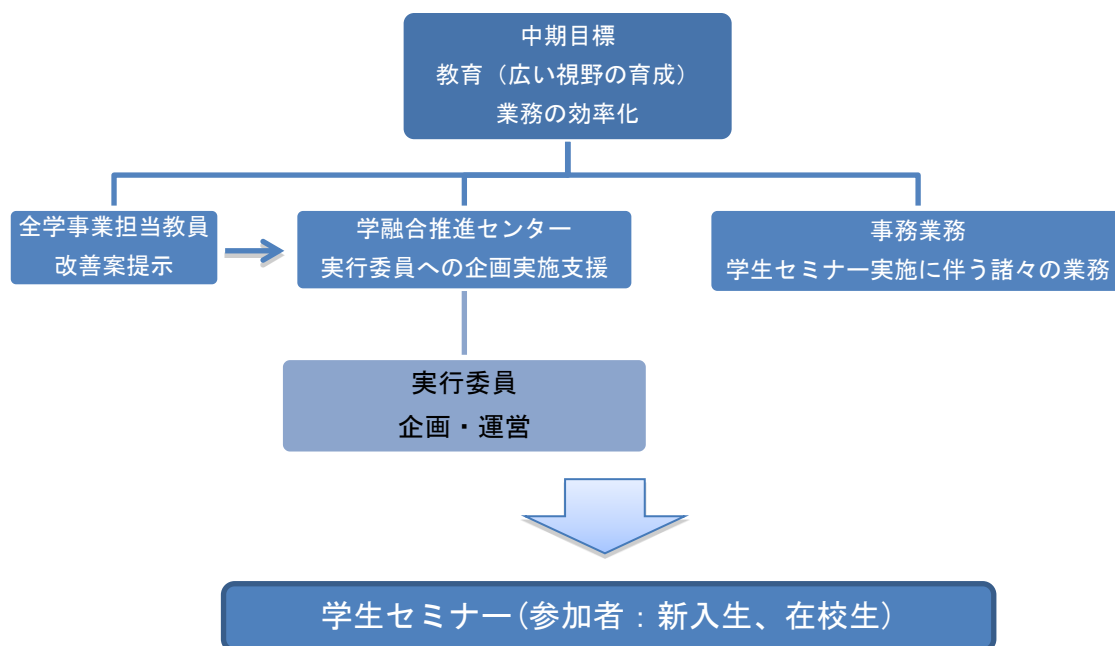 中期目標
教育（広い視野の育成）
業務の効率化
全学事業担当教員
改善案提示
学融合推進センター
実行委員への企画実施支援
事務業務
学生セミナー実施に伴う諸々の業務
実行委員
企画・運営
学生セミナー(参加者：新入生、在校生)